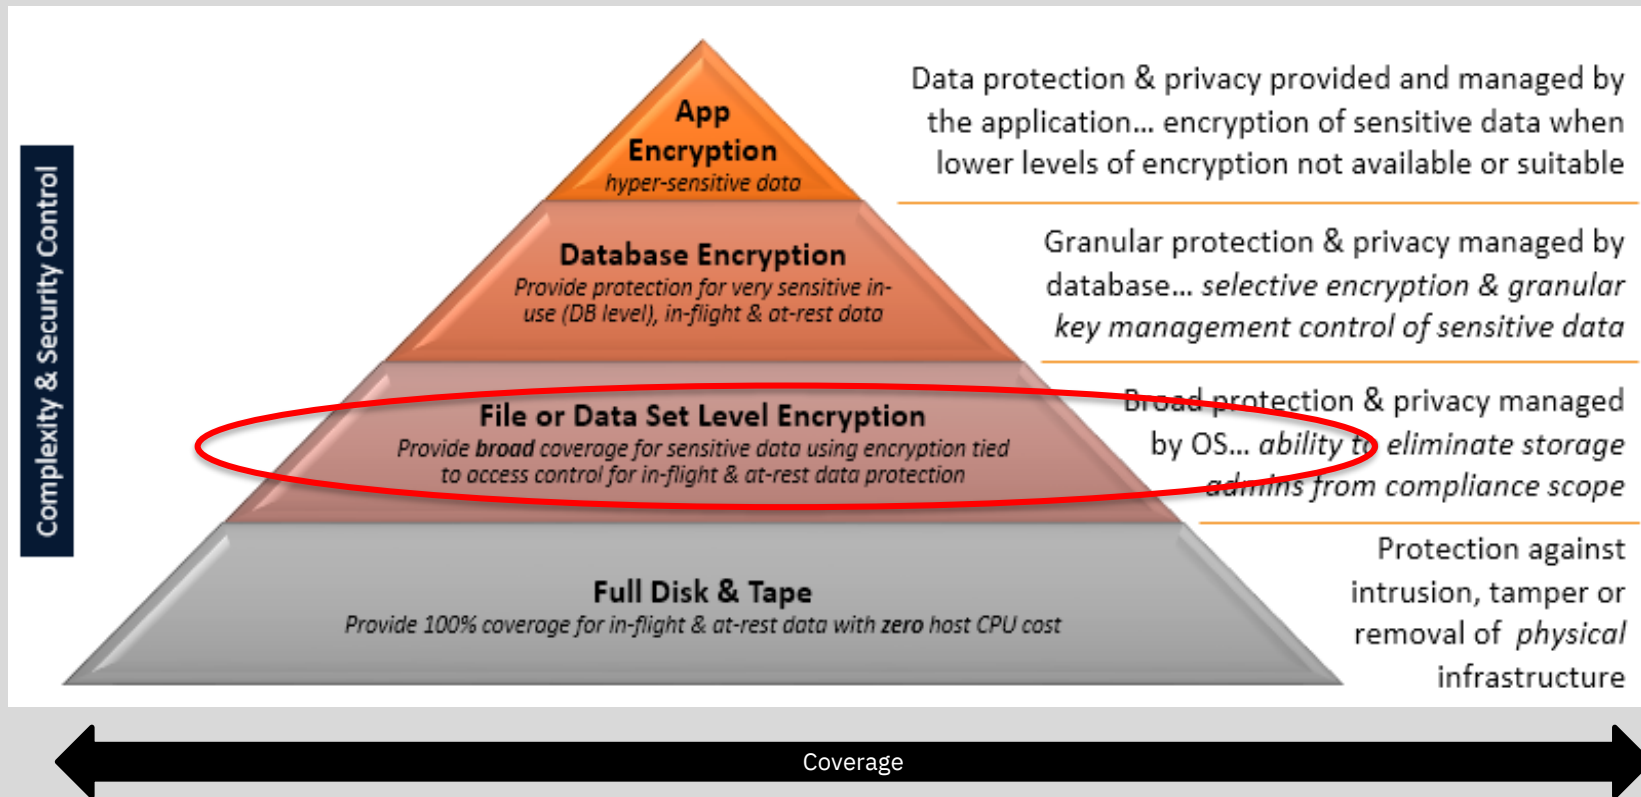 Complexity & Security Control
App
Encryption
hyper-sensitive data
Data protection & privacy provided and managed by
the application... encryption of sensitive data when
lower levels of encryption not available or suitable
Database Encryption
Provide protection for very sensitive in-
use (DB level), in-flight & at-rest data
Granular protection & privacy managed by
database... selective encryption & granular
key management control of sensitive data
File or Data Set Level Encryption
Provide broad coverage for sensitive data using encryption tied
to access control for in-flight & at-rest data protection
Broad protection & privacy managed
by OS... ability to eliminate storage
admins from compliance scope
Full Disk & Tape
Provide 100% coverage for in-flight & at-rest data with zero host CPU cost
Protection against
intrusion, tamper or
removal of physical
infrastructure
Coverage